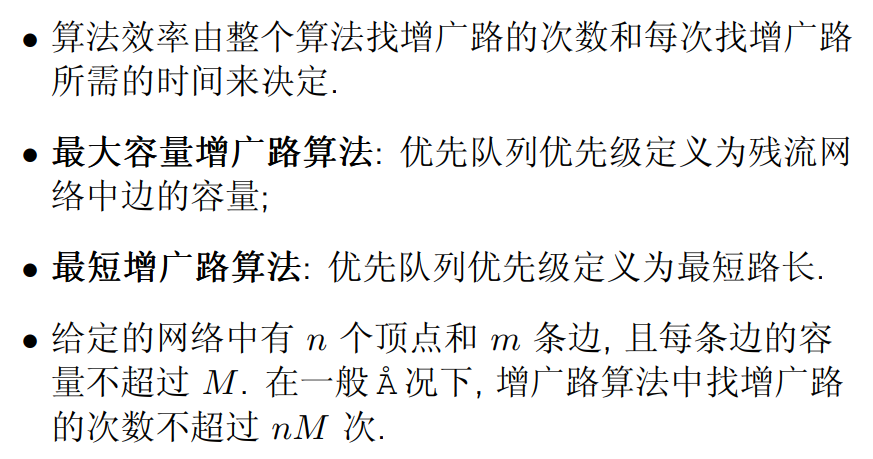 • 算法效率由整个算法找增广路的次数和每次找增广路
所需的时间来决定.
• 最大容量增广路算法: 优先队列优先级定义为残流网
络中边的容量;
• 最短增广路算法: 优先队列优先级定义为最短路长.
• 给定的网络中有 n 个顶点和 m 条边, 且每条边的容
量不超过 M. 在一般Å况下, 增广路算法中找增广路
的次数不超过 nM 次.